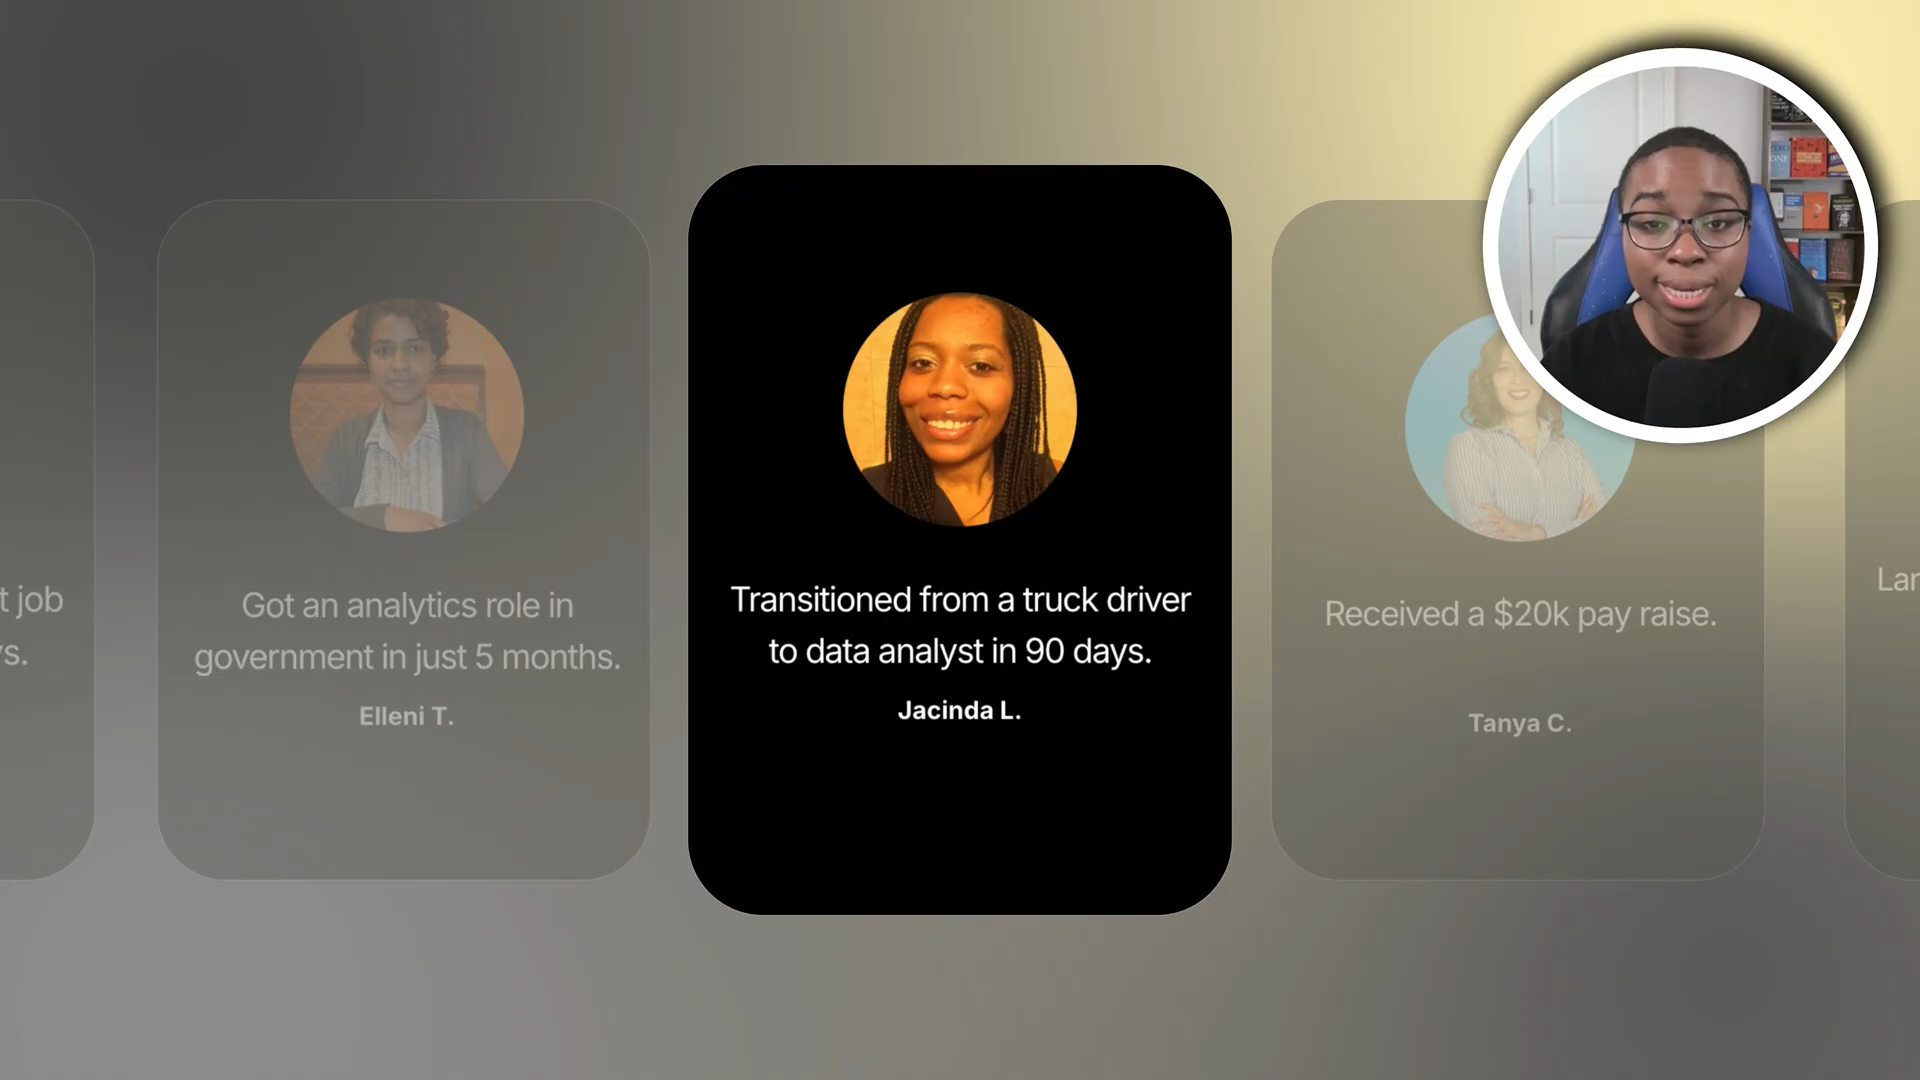 t job
Got an analytics role in
government in just 5 months.
Elleni T.
Transitioned from a truck driver
to data analyst in 90 days.
Jacinda L.
Received a $20k pay raise.
Tanya C.
Lar